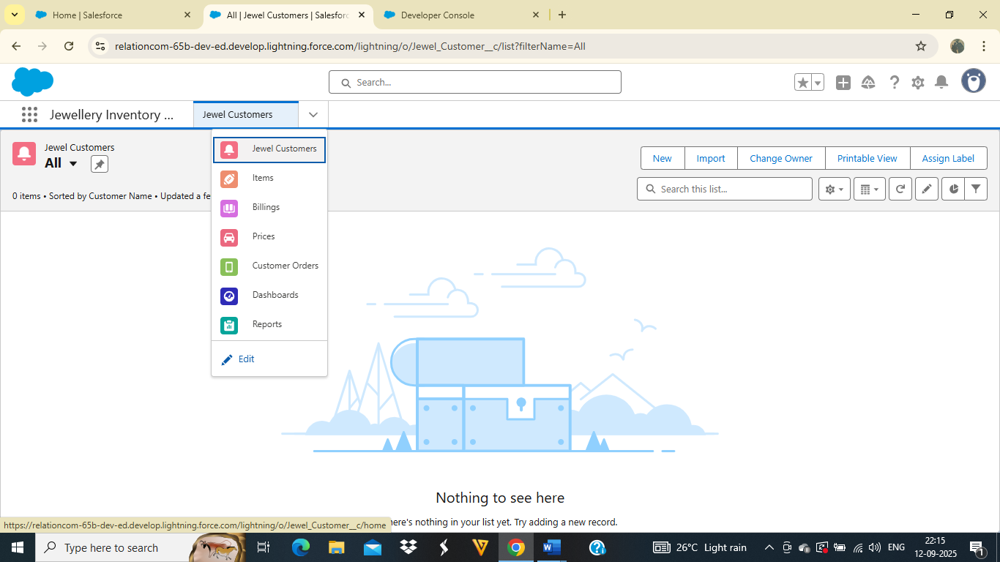 Home | Salesforce
All | Jewel Customers | Salesforc
Developer Console
relationcom-65b-dev-ed.develop.lightning.force.com/lightning/o/Jewel_Customer__c/list?filterName=All
Search...
Jewellery Inventory ...
Jewel Customers
Jewel Customers
All
New
Import
Change Owner
Printable View
Assign Label
0 items • Sorted by Customer Name • Updated a fe
Search this list...
Jewel Customers
Items
Billings
Prices
Customer Orders
Dashboards
Reports
Edit
Nothing to see here
here's nothing in your list yet. Try adding a new record.
https://relationcom-65b-dev-ed.develop.lightning.force.com/lightning/o/Jewel_Customer__c/home
Type here to search
26°C Light rain
ENG
22:15
12-09-2025
1